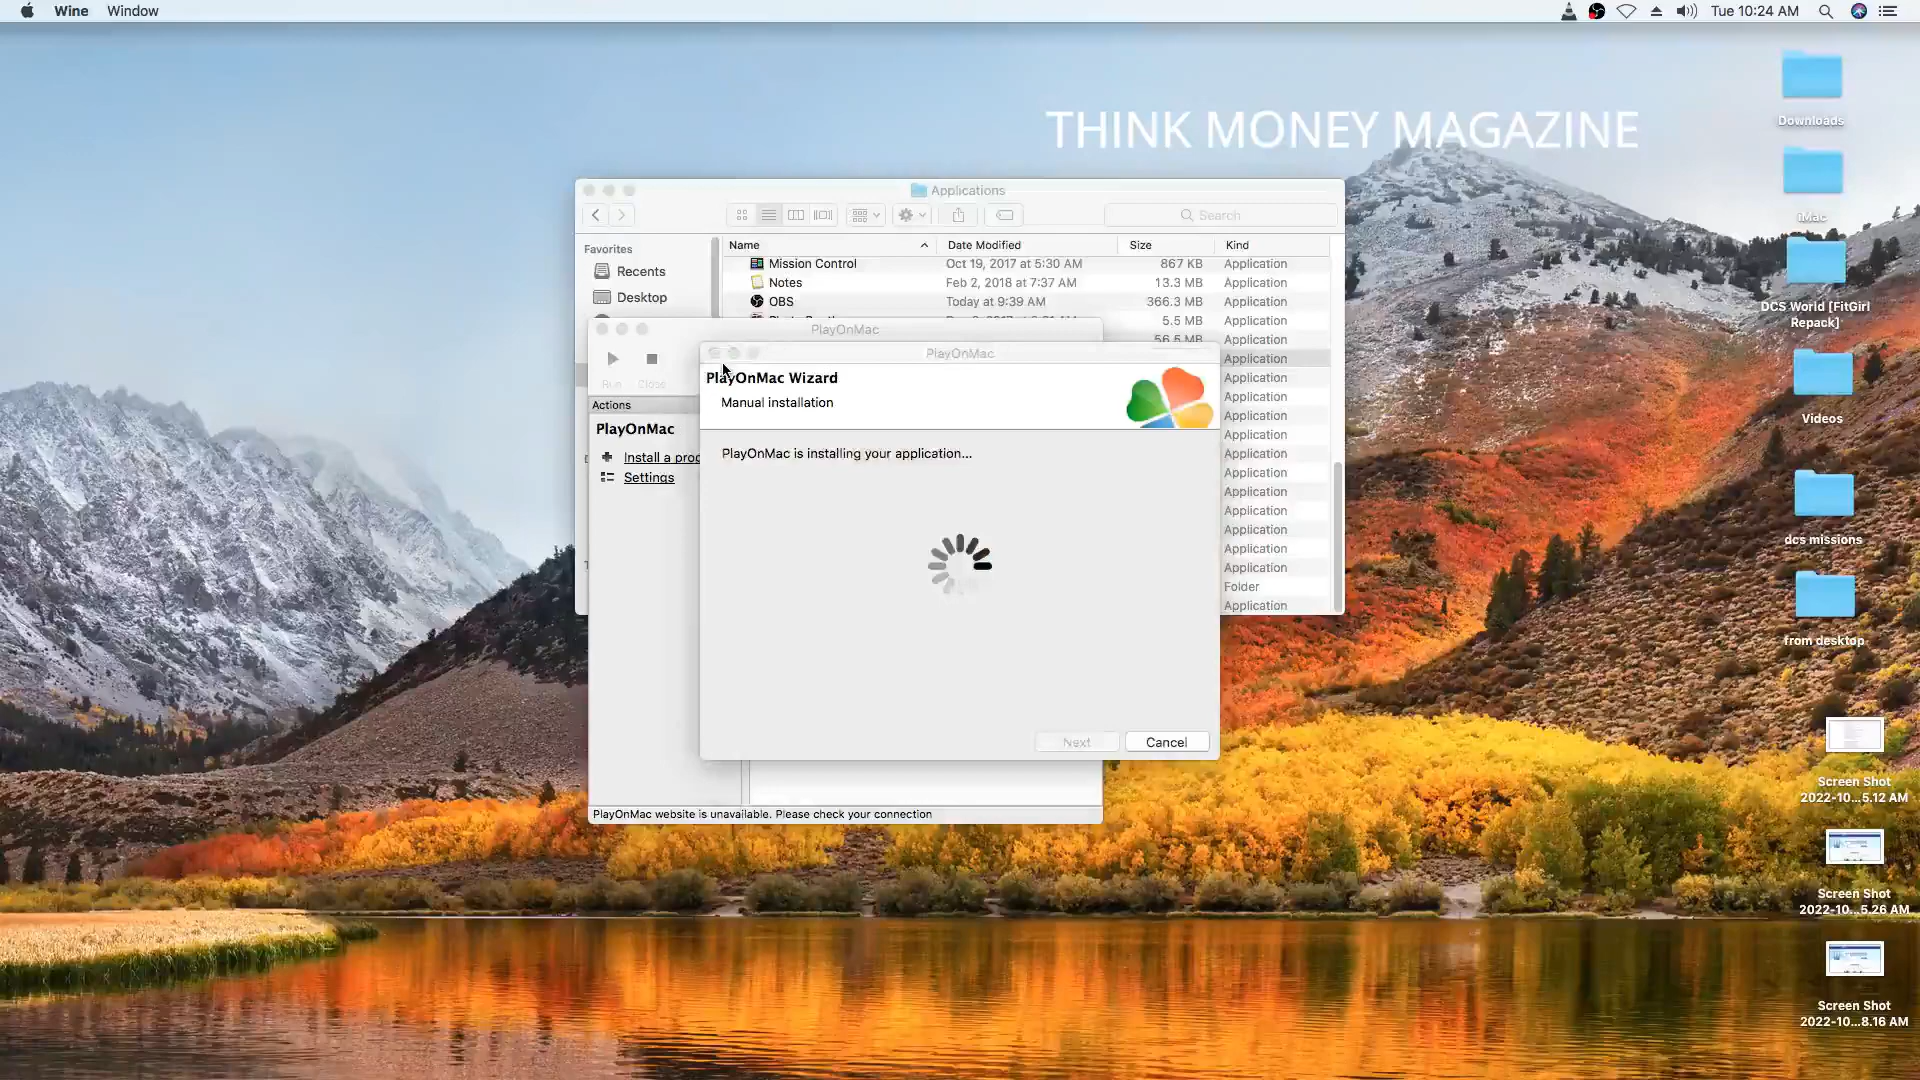 Wine Window
Tue 10:24 AM
THINK MONEY MAGAZINE
Downloads
iMac
DCS World [FitGirl
Repack]
Videos
dcs missions
from desktop
Screen Shot
2022-10...5.12 AM
Screen Shot
2022-10...5.26 AM
Screen Shot
2022-10...8.16 AM
Applications
Search
Favorites
Recents
Desktop
Name Date Modified Size Kind
Mission Control Oct 19, 2017 at 5:30 AM 867 KB Application
Notes Feb 2, 2018 at 7:37 AM 13.3 MB Application
OBS Today at 9:39 AM 366.3 MB Application
5.5 MB Application
56.5 MB Application
Application
Application
Application
Application
Application
Application
Application
Application
Application
Application
Application
Application
Folder
Application
PlayOnMac
Run Close
Actions
PlayOnMac
Install a prog
Settings
PlayOnMac website is unavailable. Please check your connection
PlayOnMac
PlayOnMac Wizard
Manual installation
PlayOnMac is installing your application...
Next Cancel